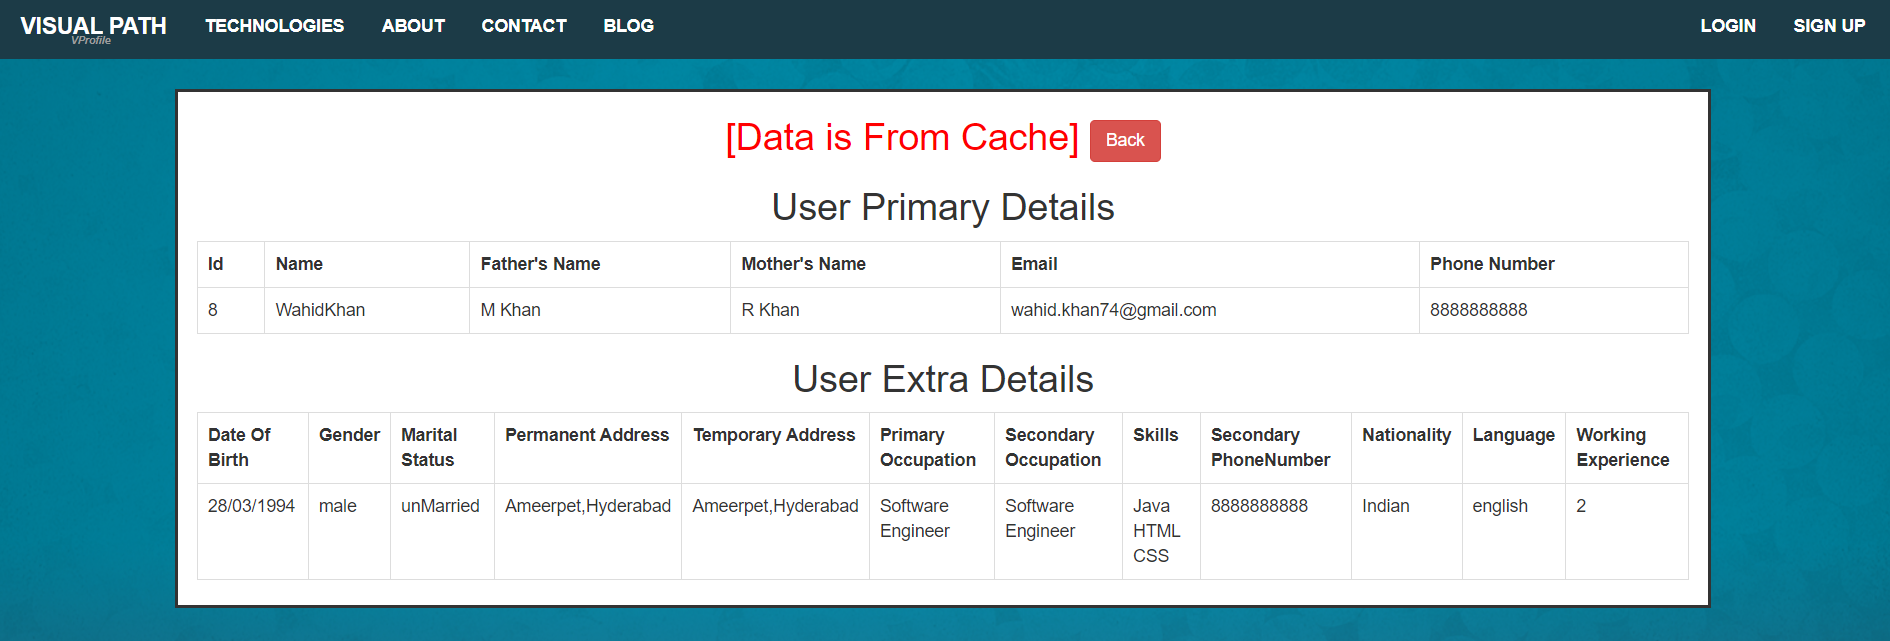 VISUAL PATH TECHNOLOGIES ABOUT CONTACT BLOG LOGIN SIGN UP
VProfile
[Data is From Cache] Back
User Primary Details
Id Name Father's Name Mother's Name Email Phone Number
8 WahidKhan M Khan R Khan wahid.khan74@gmail.com 8888888888
User Extra Details
Date Of Gender Marital Permanent Address Temporary Address Primary Secondary Skills Secondary Nationality Language Working
Birth Status Occupation Occupation PhoneNumber Experience
28/03/1994 male unMarried Ameerpet,Hyderabad Ameerpet,Hyderabad Software Software Java 8888888888 Indian english 2
Engineer Engineer HTML
CSS